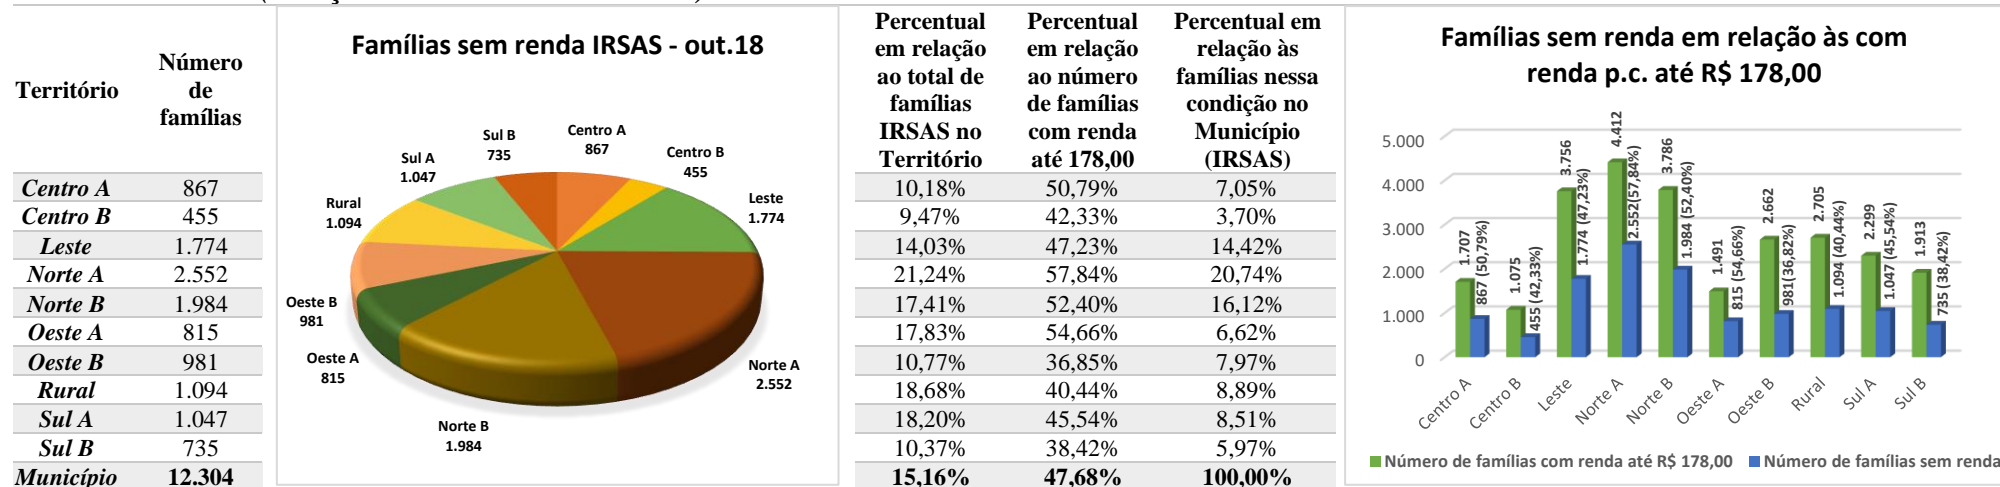 Território
Número
de
famílias
Centro A 867
Centro B 455
Leste 1.774
Norte A 2.552
Norte B 1.984
Oeste A 815
Oeste B 981
Rural 1.094
Sul A 1.047
Sul B 735
Município 12.304
Famílias sem renda IRSAS - out.18
Centro A
867
Centro B
455
Leste
1.774
Norte A
2.552
Norte B
1.984
Oeste A
815
Oeste B
981
Rural
1.094
Sul A
1.047
Sul B
735
Percentual
em relação
ao total de
famílias
IRSAS no
Território
Percentual
em relação
ao número
de famílias
com renda
até 178,00
Percentual em
relação às
famílias nessa
condição no
Município
(IRSAS)
10,18% 50,79% 7,05%
9,47% 42,33% 3,70%
14,03% 47,23% 14,42%
21,24% 57,84% 20,74%
17,41% 52,40% 16,12%
17,83% 54,66% 6,62%
10,77% 36,85% 7,97%
18,68% 40,44% 8,89%
18,20% 45,54% 8,51%
10,37% 38,42% 5,97%
15,16% 47,68% 100,00%
Famílias sem renda em relação às com
renda p.c. até R$ 178,00
5.000
4.000
3.000
2.000
1.000
0
1.707
867 (50,79%)
1.075
455 (42,33%)
3.756
1.774 (47,23%)
4.412
2.552(57,84%)
3.786
1.984 (52,40%)
1.491
815 (54,66%)
2.662
981(36,82%)
2.705
1.094 (40,44%)
2.299
1.047 (45,54%)
1.913
735 (38,42%)
Centro A
Centro B
Leste
Norte A
Norte B
Oeste A
Oeste B
Rural
Sul A
Sul B
Número de famílias com renda até R$ 178,00
Número de famílias sem renda